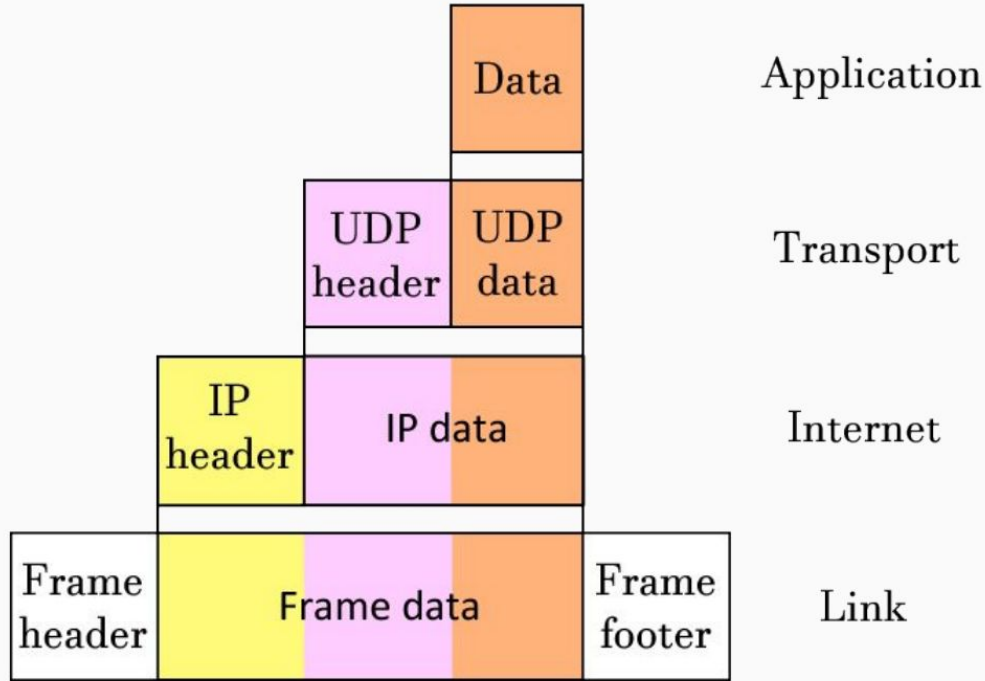 Data
Application
UDP
header
UDP
data
Transport
IP
header
IP data
Internet
Frame
header
Frame data
Frame
footer
Link